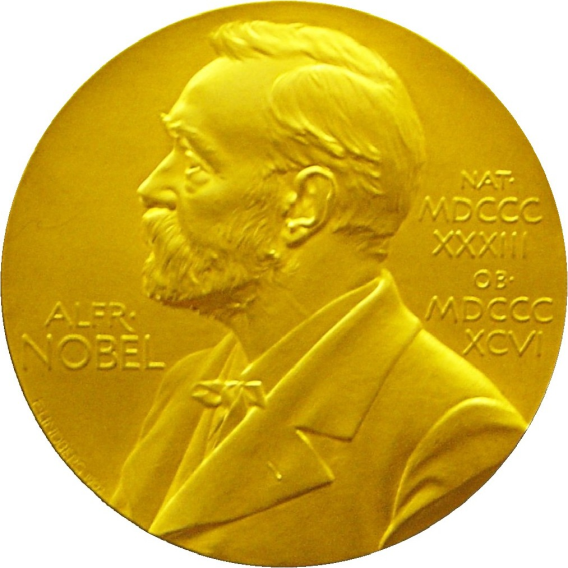 ALFR·
NOBEL
NAT·
MDCCC
XXXIII
OB·
MDCCC
XCVI